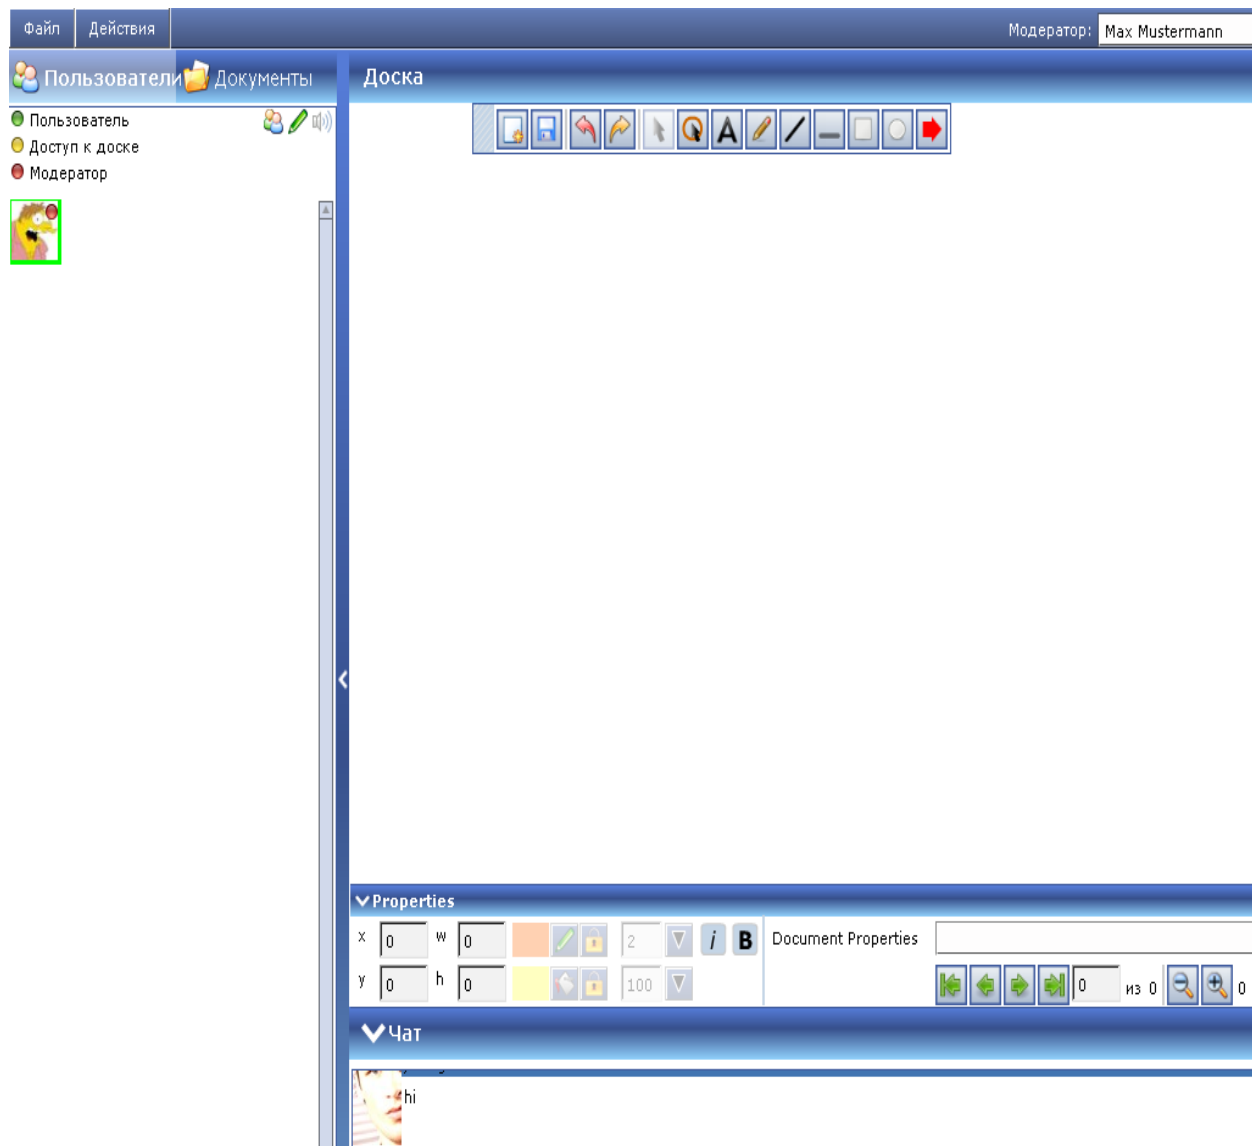 Файл Действия Модератор: Max Mustermann
Пользователи Документы Доска
Пользователь
Доступ к доске
Модератор
Properties
x 0 w 0 2 i B Document Properties
y 0 h 0 100 0 из 0 0
Чат
hi